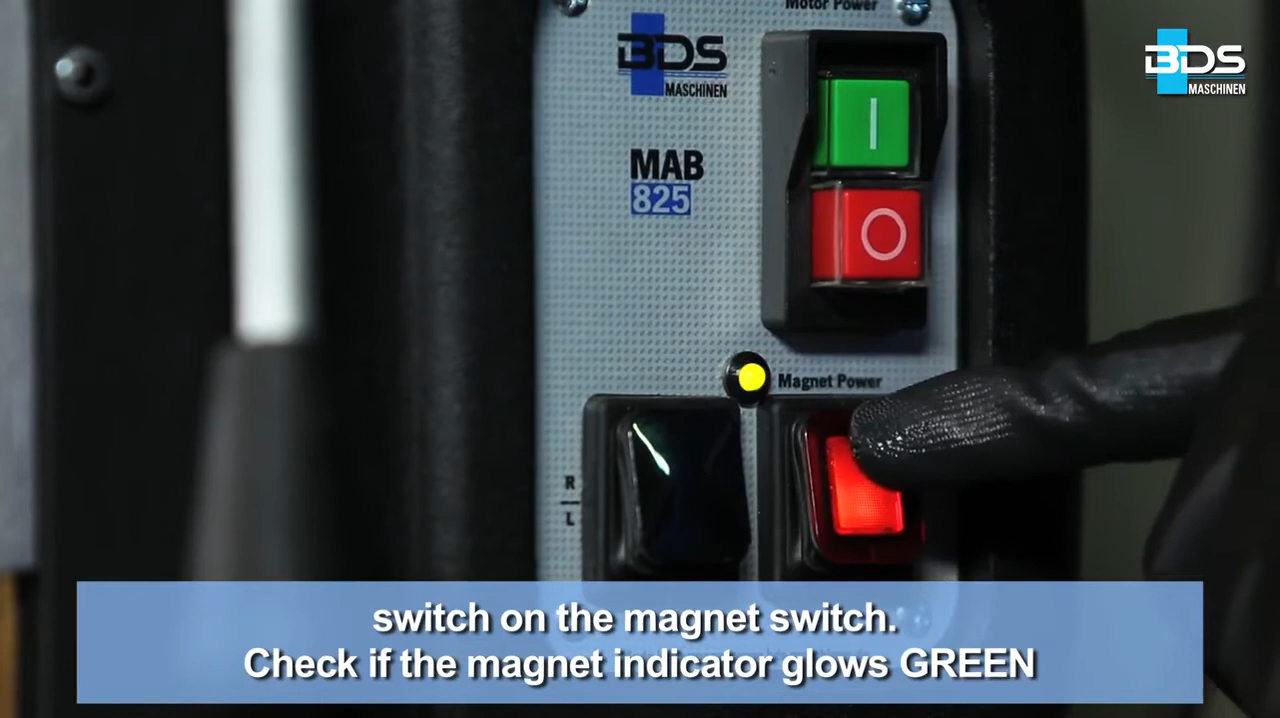 Motor Power
BDS
MASCHINEN
BDS
MASCHINEN
I
MAB
825
O
Magnet Power
R
L
switch on the magnet switch.
Check if the magnet indicator glows GREEN